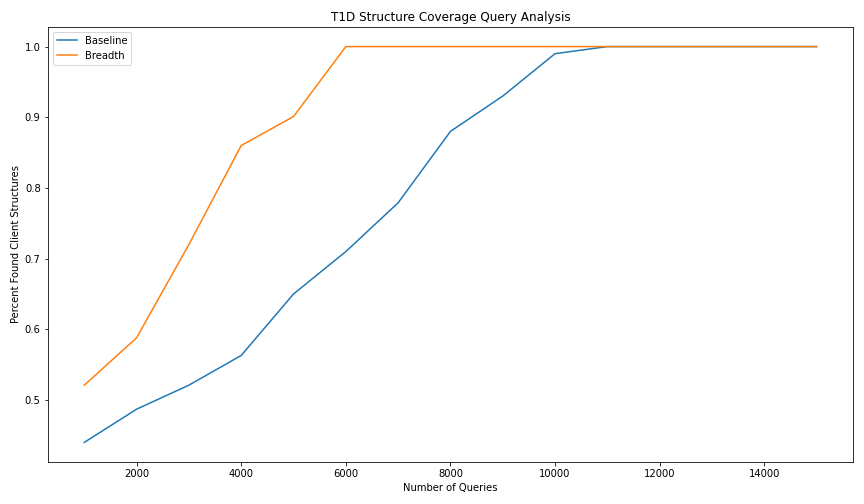 T1D Structure Coverage Query Analysis
Baseline
Breadth
Percent Found Client Structures
1.0
0.9
0.8
0.7
0.6
0.5
2000 4000 6000 8000 10000 12000 14000
Number of Queries